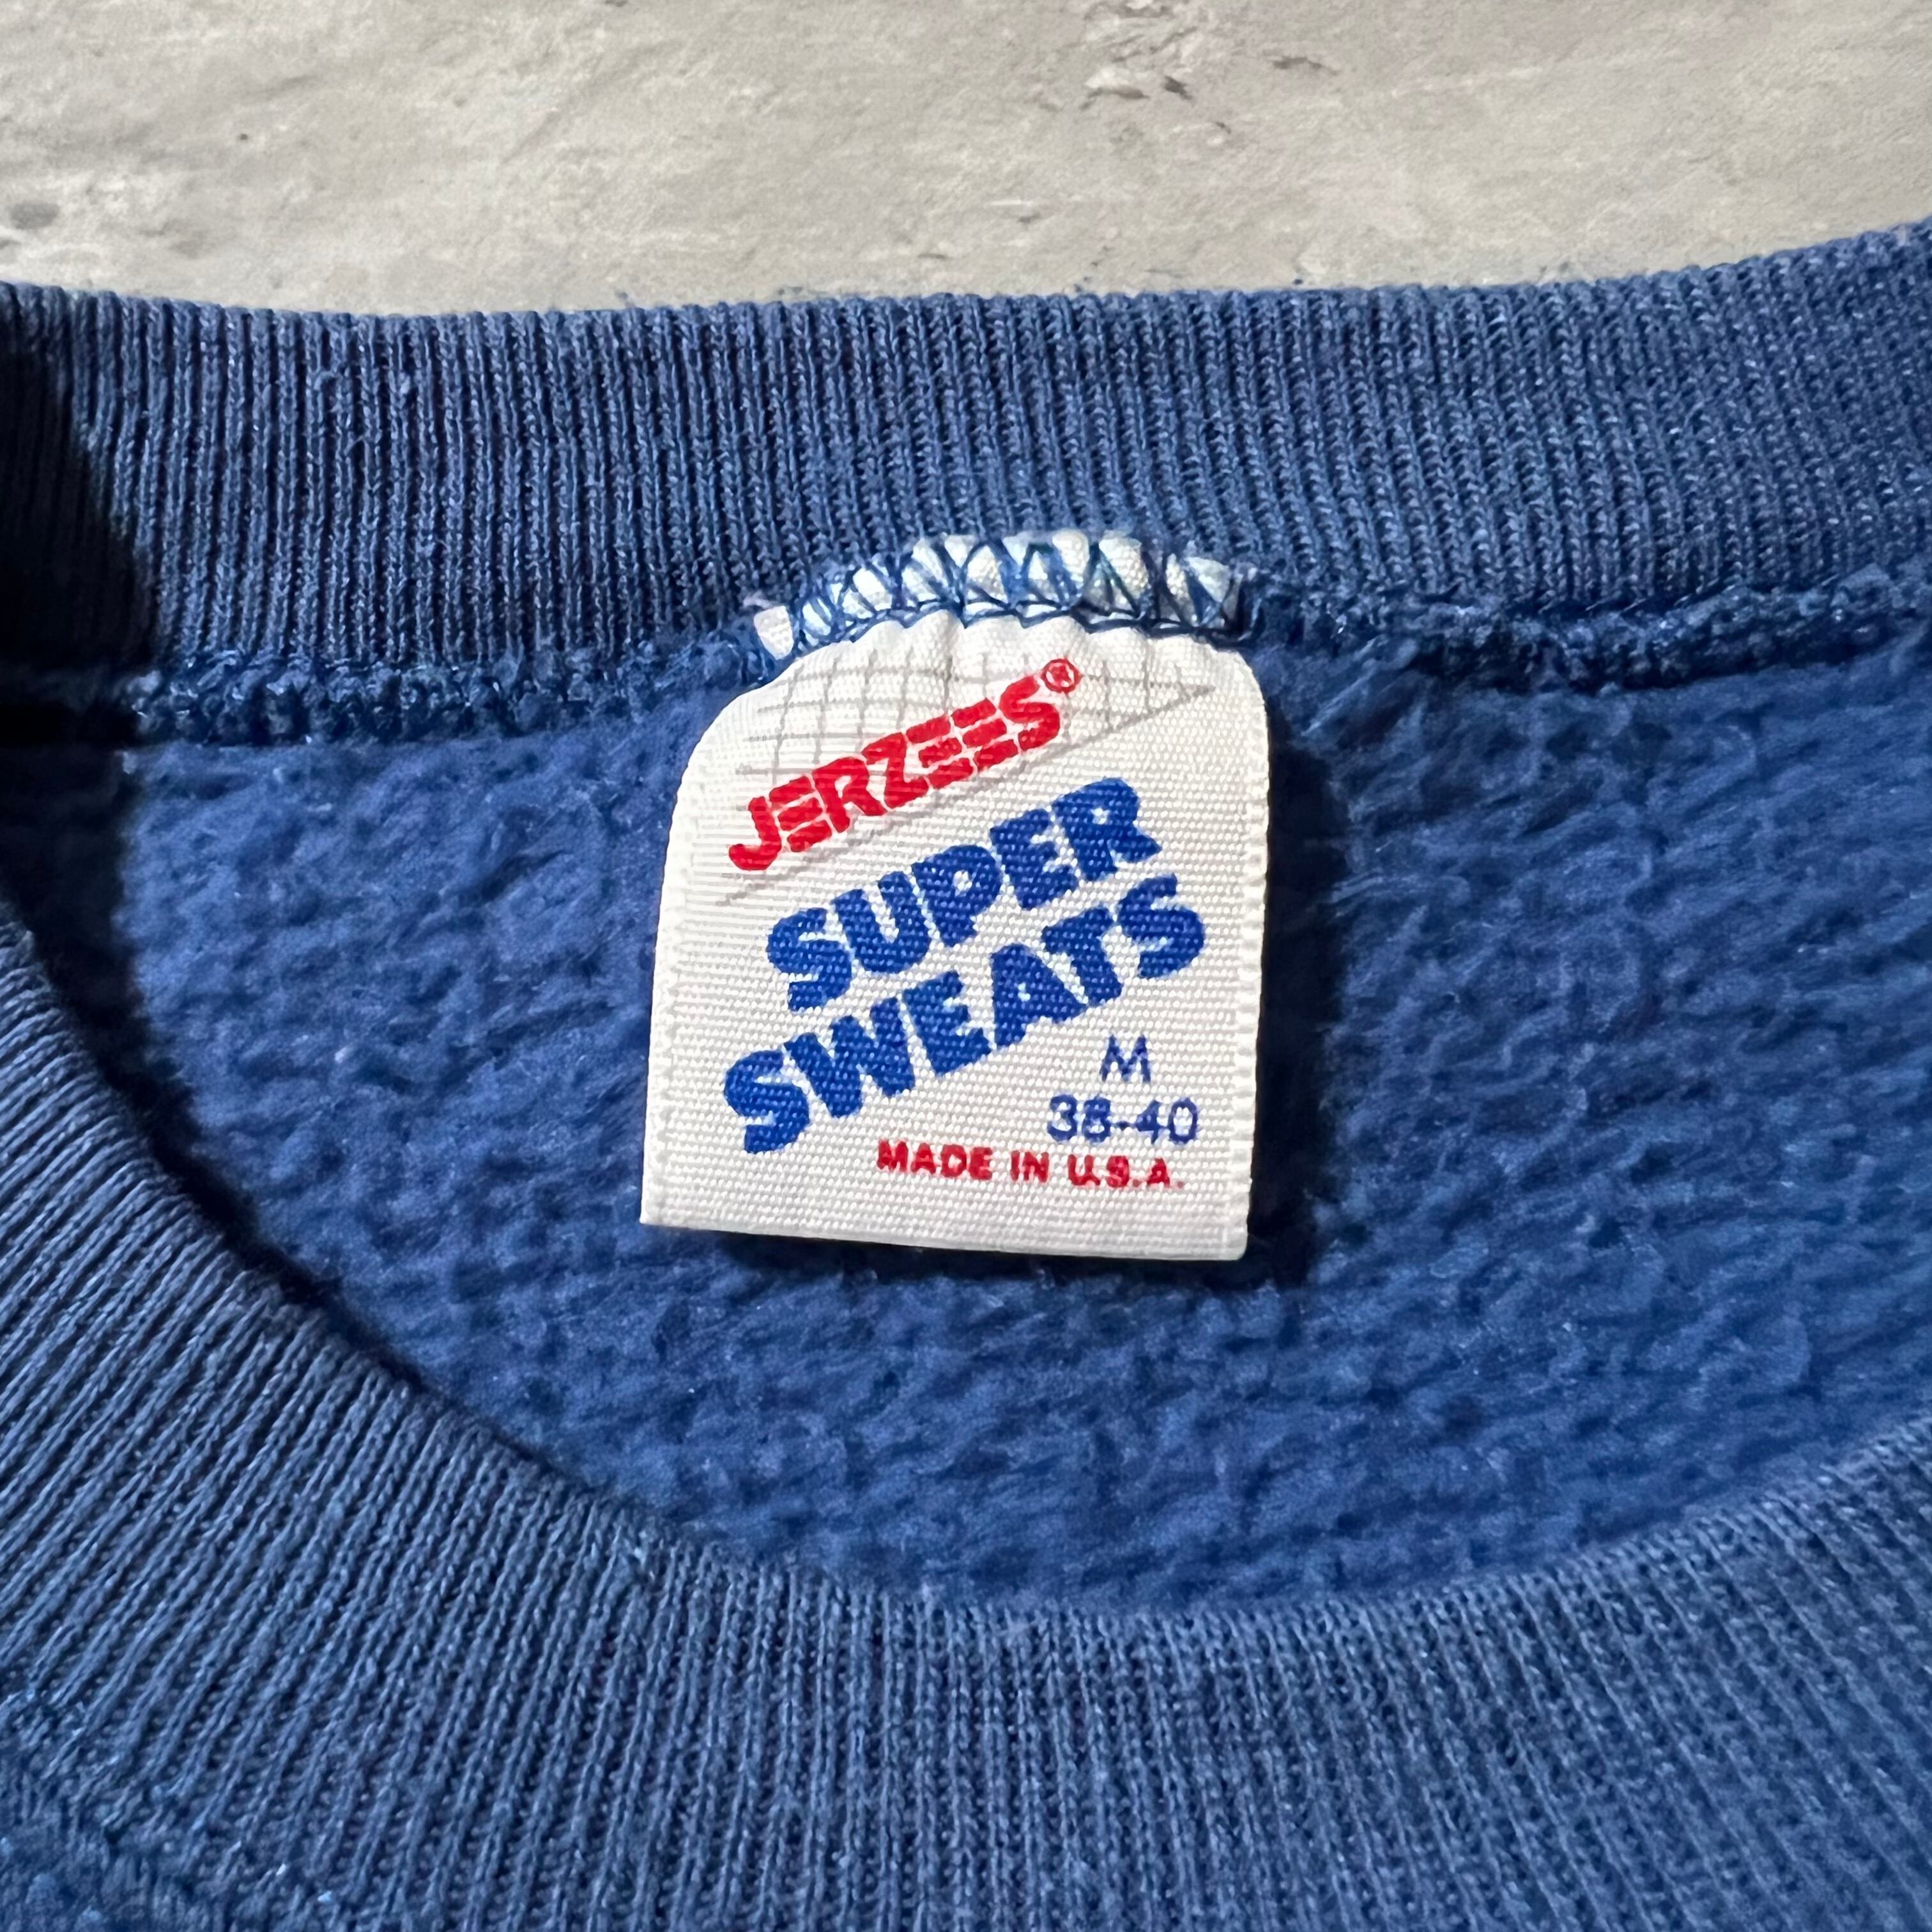 JERZEES®
SUPER
SWEATS
M
38-40
MADE IN U.S.A.